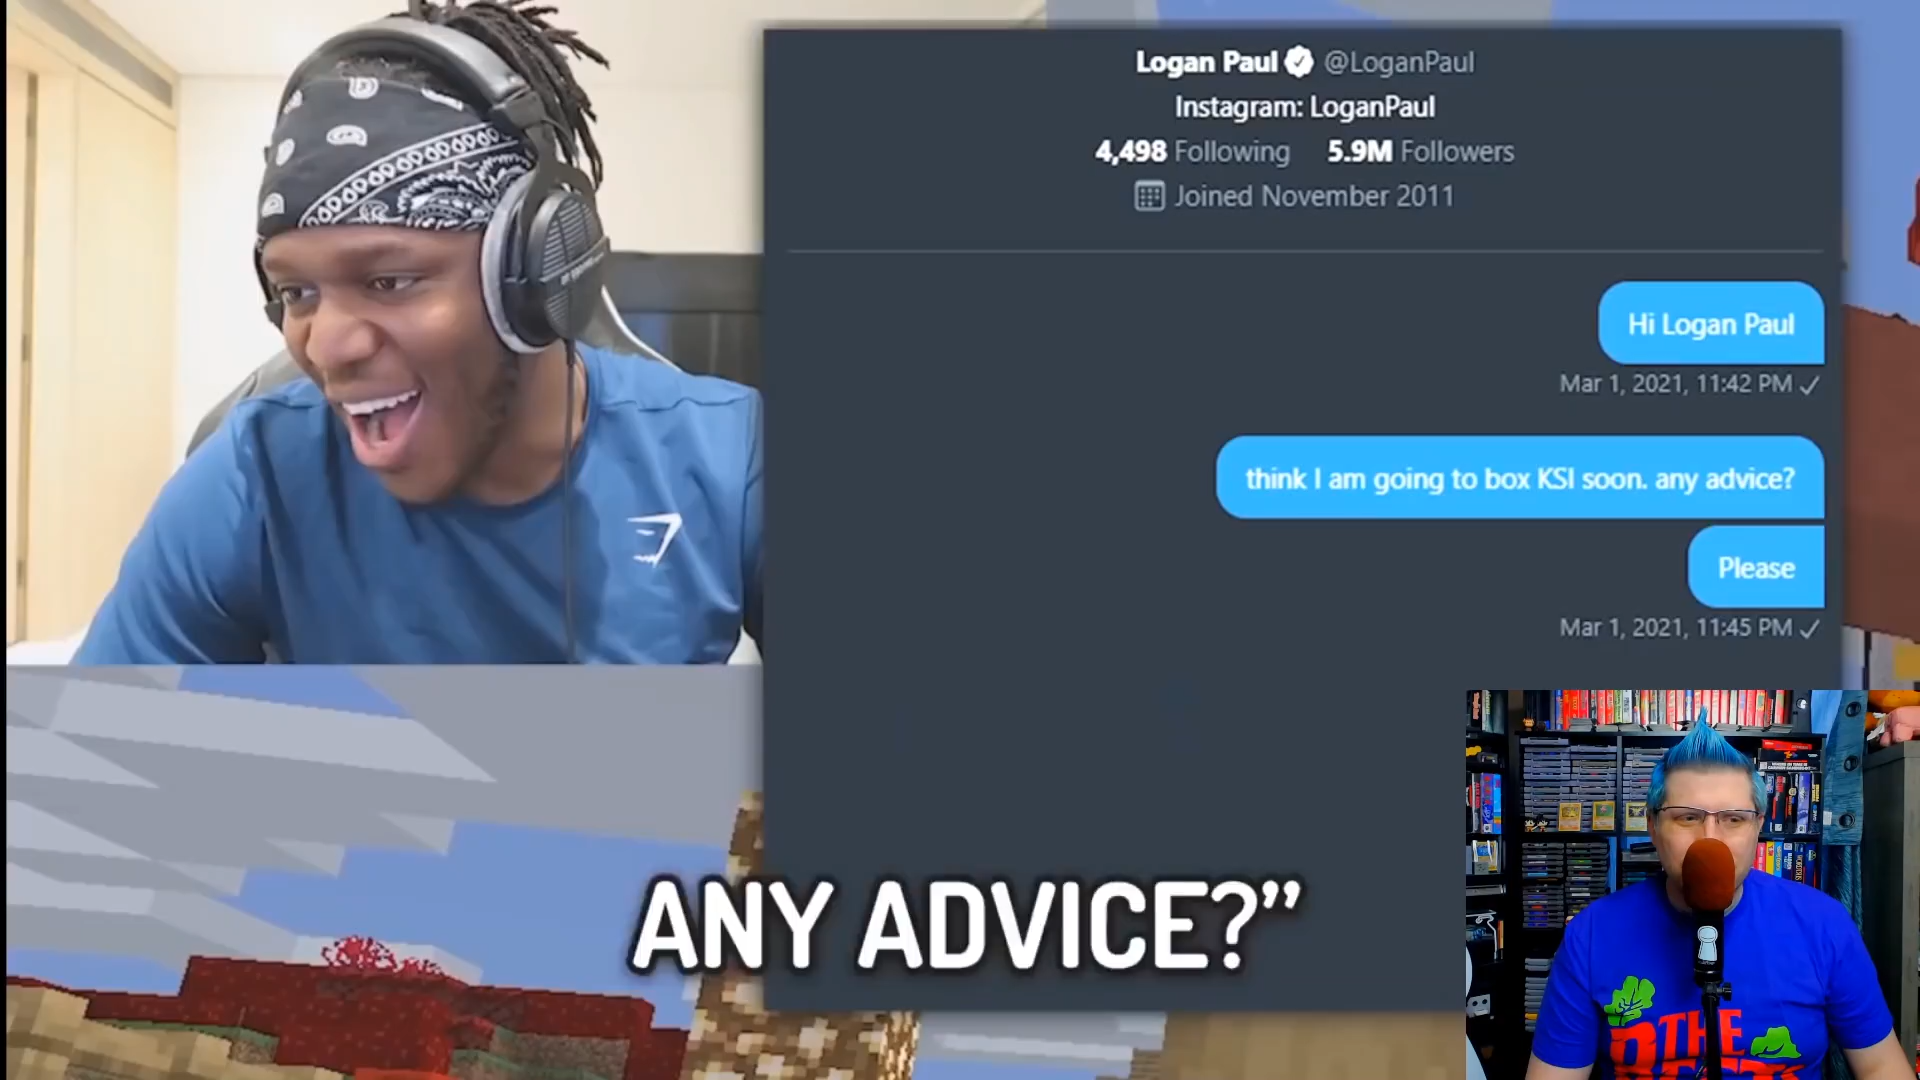 Logan Paul @LoganPaul
Instagram: LoganPaul
4,498 Following 5.9M Followers
Joined November 2011
Hi Logan Paul
Mar 1, 2021, 11:42 PM
think I am going to box KSI soon. any advice?
Please
Mar 1, 2021, 11:45 PM
ANY ADVICE?”
THE